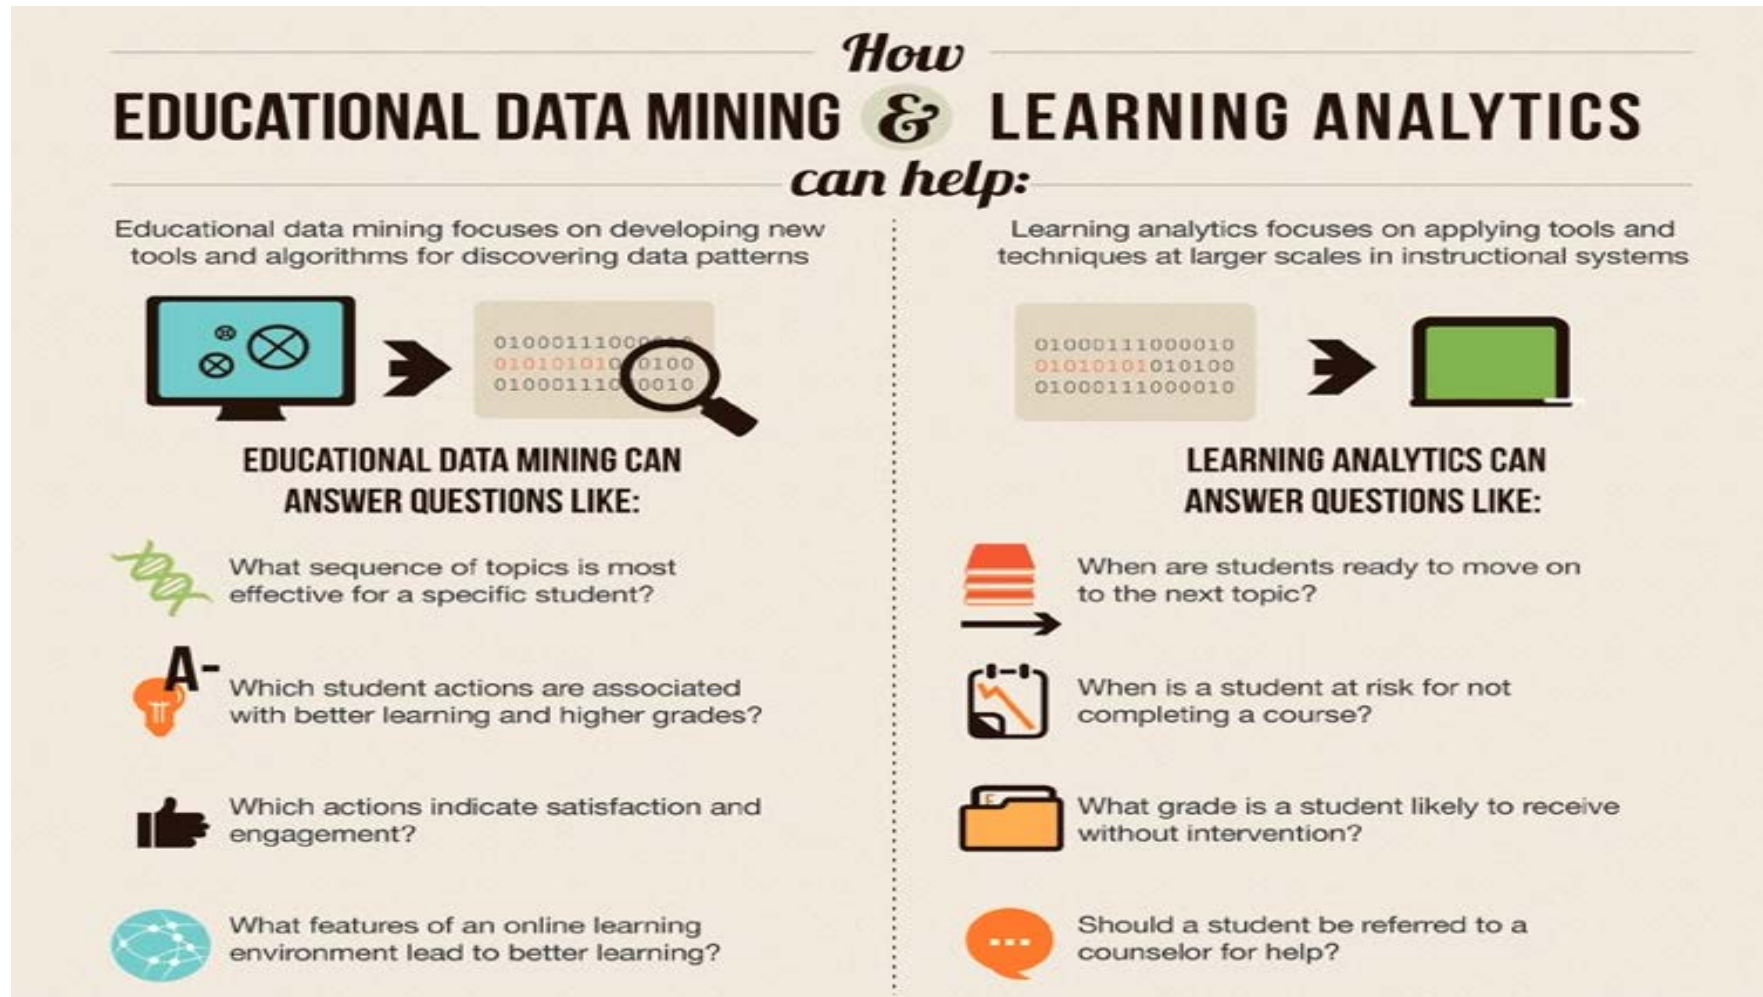 How
EDUCATIONAL DATA MINING & LEARNING ANALYTICS
can help:
Educational data mining focuses on developing new
tools and algorithms for discovering data patterns
01000111000010
01010101000100
01000111000010
EDUCATIONAL DATA MINING CAN
ANSWER QUESTIONS LIKE:
What sequence of topics is most
effective for a specific student?
A-
Which student actions are associated
with better learning and higher grades?
Which actions indicate satisfaction and
engagement?
What features of an online learning
environment lead to better learning?
Learning analytics focuses on applying tools and
techniques at larger scales in instructional systems
01000111000010
01010101010100
01000111000010
LEARNING ANALYTICS CAN
ANSWER QUESTIONS LIKE:
When are students ready to move on
to the next topic?
When is a student at risk for not
completing a course?
F
What grade is a student likely to receive
without intervention?
Should a student be referred to a
counselor for help?